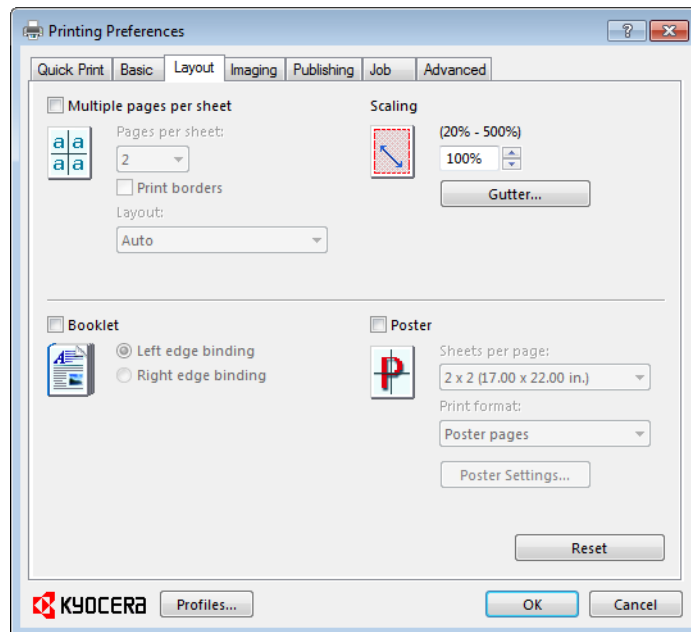 Printing Preferences
Quick Print Basic Layout Imaging Publishing Job Advanced
Multiple pages per sheet
a a
a a
Pages per sheet:
2
Print borders
Layout:
Auto
Scaling
(20% - 500%)
100%
Gutter...
Booklet
A
Left edge binding
Right edge binding
Poster
P
Sheets per page:
2 x 2 (17.00 x 22.00 in.)
Print format:
Poster pages
Poster Settings...
Reset
KYOCERA Profiles... OK Cancel